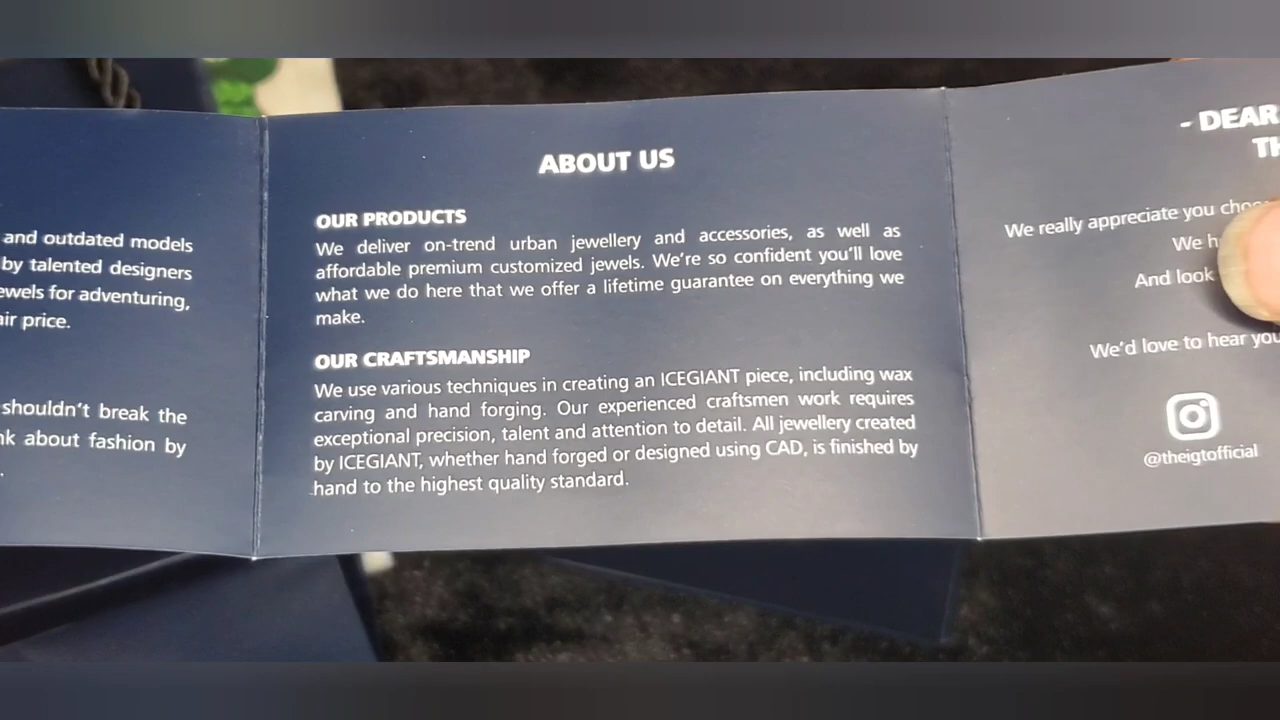 and outdated models
by talented designers
ewels for adventuring,
air price.
shouldn't break the
nk about fashion by
ABOUT US
OUR PRODUCTS
We deliver on-trend urban jewellery and accessories, as well as
affordable premium customized jewels. We're so confident you'll love
what we do here that we offer a lifetime guarantee on everything we
make.
OUR CRAFTSMANSHIP
We use various techniques in creating an ICEGIANT piece, including wax
carving and hand forging. Our experienced craftsmen work requires
exceptional precision, talent and attention to detail. All jewellery created
by ICEGIANT, whether hand forged or designed using CAD, is finished by
hand to the highest quality standard.
- DEAR
TH
We really appreciate you
We
And look
We'd love to hear you
@theigtofficial